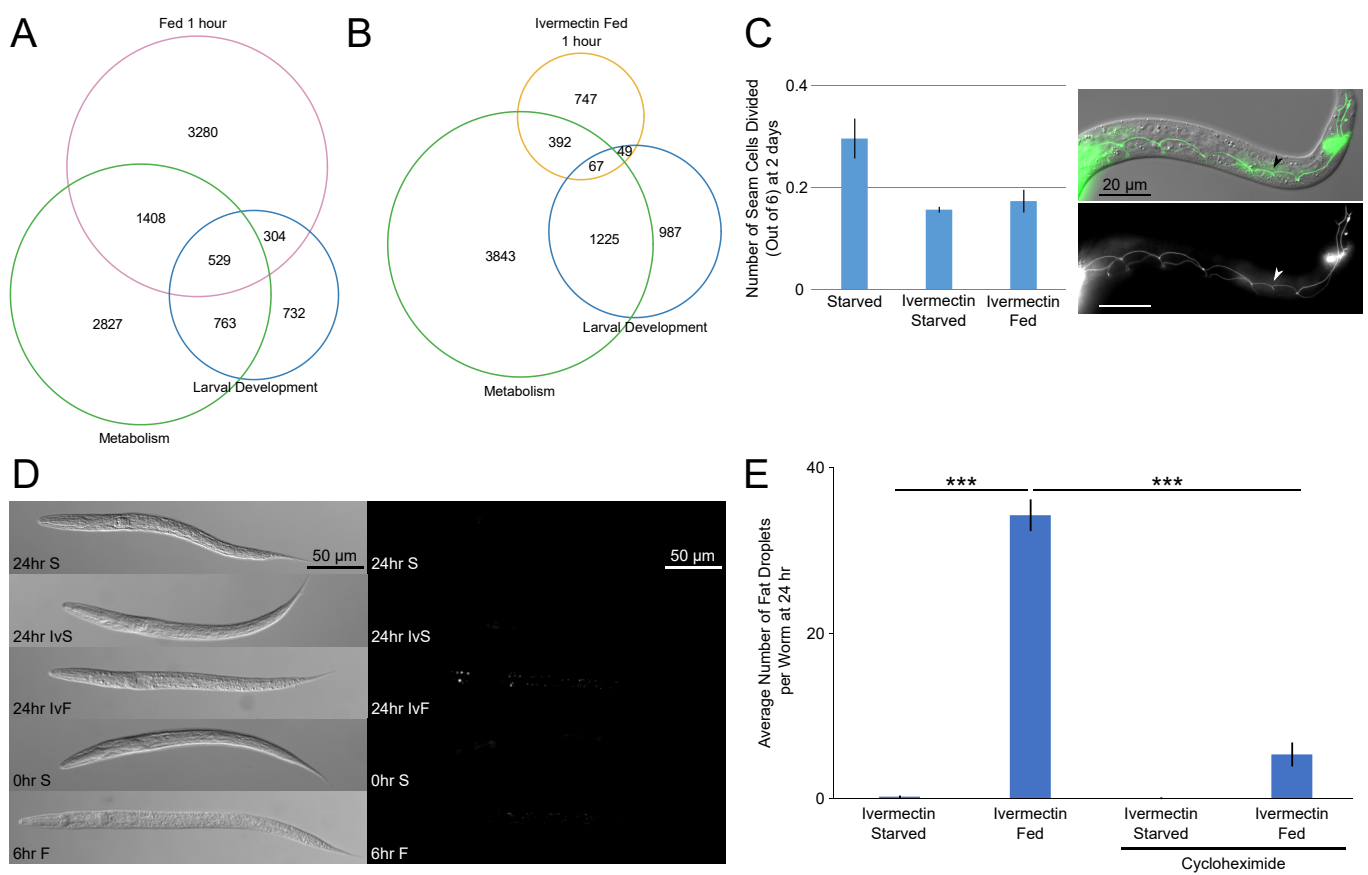 A
Fed 1 hour
3280
1408
304
529
2827
763
732
Larval Development
Metabolism
B
Ivermectin Fed
1 hour
747
392
49
67
3843
1225
987
Larval Development
Metabolism
C
Number of Seam Cells Divided
(Out of 6) at 2 days
0.4
0.2
0
Starved
Ivermectin
Starved
Ivermectin
Fed
20 µm
D
24hr S
50 µm
24hr IvS
24hr IvF
0hr S
6hr F
24hr S
50 µm
24hr IvS
24hr IvF
0hr S
6hr F
E
Average Number of Fat Droplets
per Worm at 24 hr
40
20
0
***
***
Ivermectin
Starved
Ivermectin
Fed
Ivermectin
Starved
Ivermectin
Fed
Cycloheximide